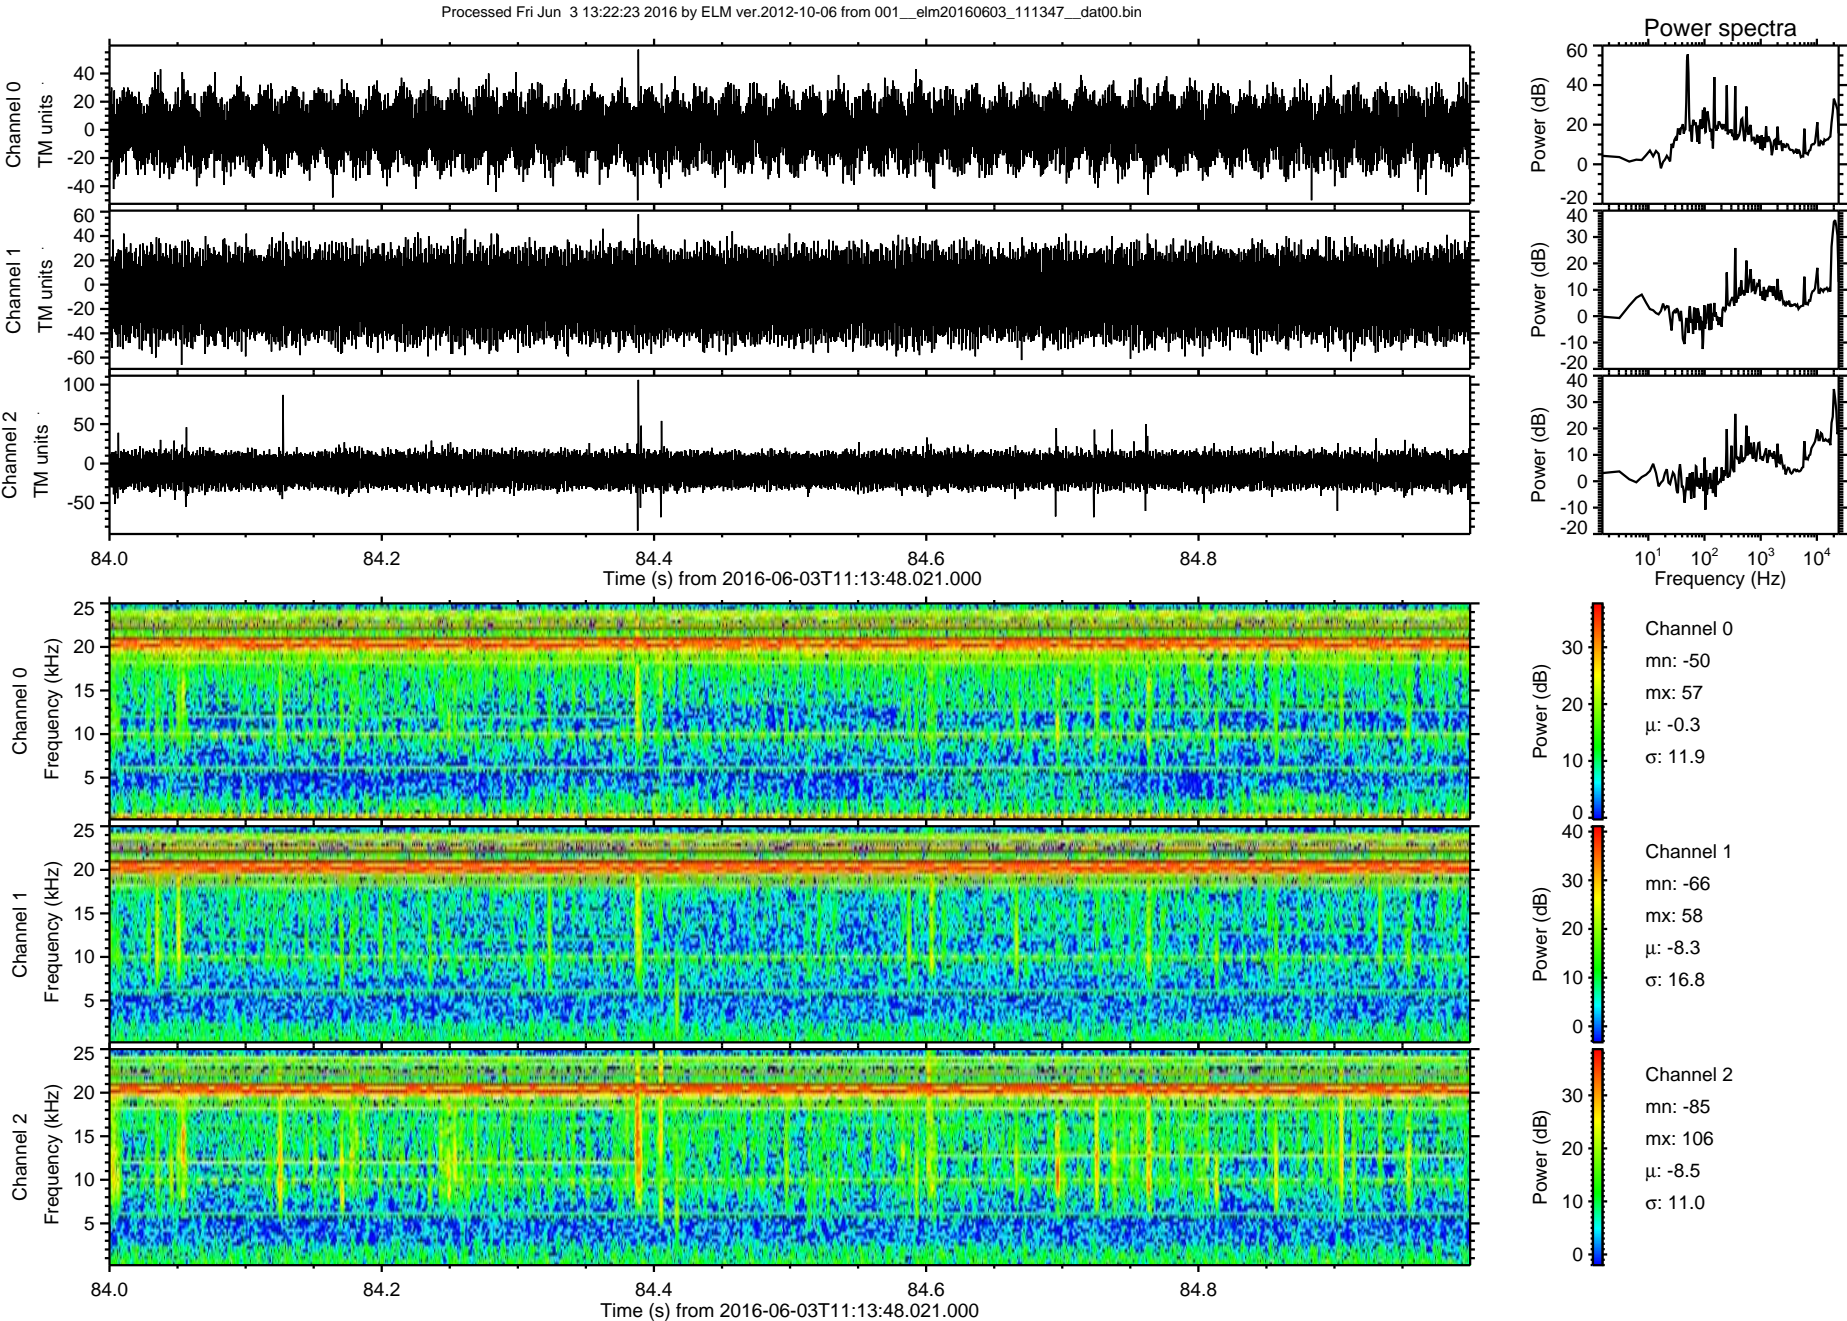 Processed Fri Jun  3 13:22:23 2016 by ELM ver.2012-10-06 from 001__elm20160603_111347__dat00.bin
Power spectra
Channel 0
TM units
40
20
0
-20
-40
Power (dB)
60
40
20
0
-20
Channel 1
TM units
60
40
20
0
-20
-40
-60
Power (dB)
40
30
20
10
0
-10
-20
Channel 2
TM units
100
50
0
-50
Power (dB)
40
30
20
10
0
-10
-20
84.0 84.2 84.4 84.6 84.8
Time (s) from 2016-06-03T11:13:48.021.000
10¹ 10² 10³ 10⁴
Frequency (Hz)
Channel 0
Frequency (kHz)
25
20
15
10
5
Power (dB)
30
20
10
0
Channel 0
mn: -50
mx: 57
μ: -0.3
σ: 11.9
Channel 1
Frequency (kHz)
25
20
15
10
5
Power (dB)
40
30
20
10
0
Channel 1
mn: -66
mx: 58
μ: -8.3
σ: 16.8
Channel 2
Frequency (kHz)
25
20
15
10
5
Power (dB)
30
20
10
0
Channel 2
mn: -85
mx: 106
μ: -8.5
σ: 11.0
84.0 84.2 84.4 84.6 84.8
Time (s) from 2016-06-03T11:13:48.021.000